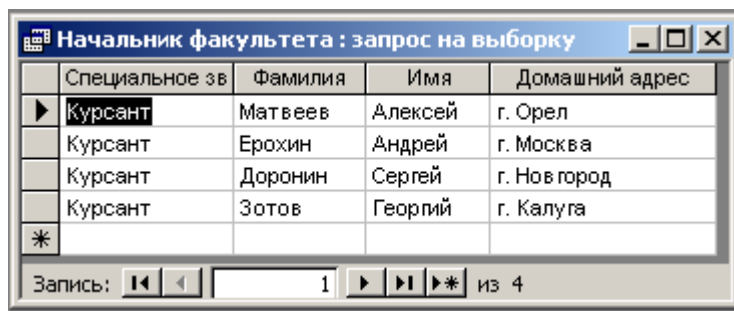 Начальник факультета : запрос на выборку
Специальное зв Фамилия Имя Домашний адрес
Курсант Матвеев Алексей г. Орел
Курсант Ерохин Андрей г. Москва
Курсант Доронин Сергей г. Новгород
Курсант Зотов Георгий г. Калуга
Запись: 1 из 4